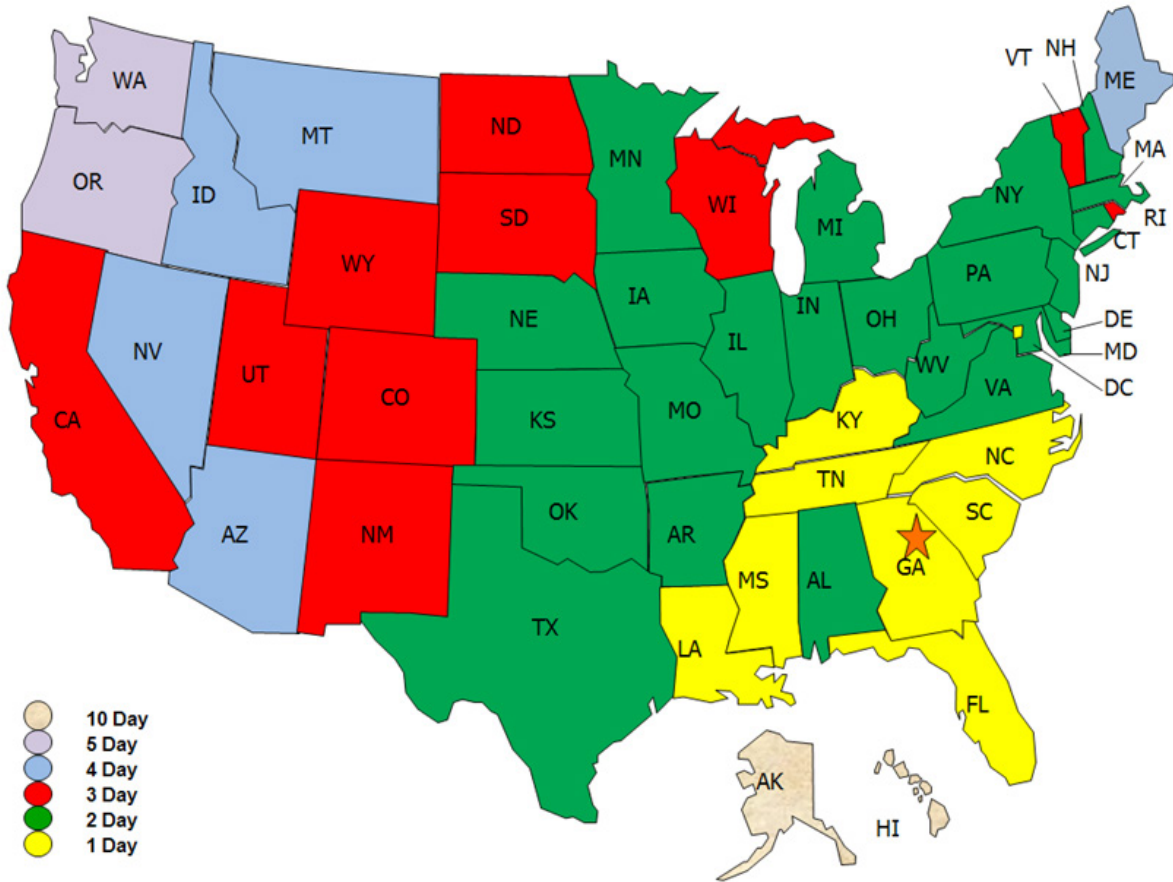 NH
VT
ME
WA
MT
ND
MN
MA
OR
ID
NY
SD
WI
MI
RI
CT
WY
PA
NJ
IA
NE
IL
IN
OH
DE
NV
MD
WV
UT
VA
DC
CO
KS
MO
KY
CA
NC
TN
OK
SC
AZ
NM
AR
GA
MS
AL
TX
LA
FL
10 Day
5 Day
4 Day
3 Day
2 Day
1 Day
AK
HI